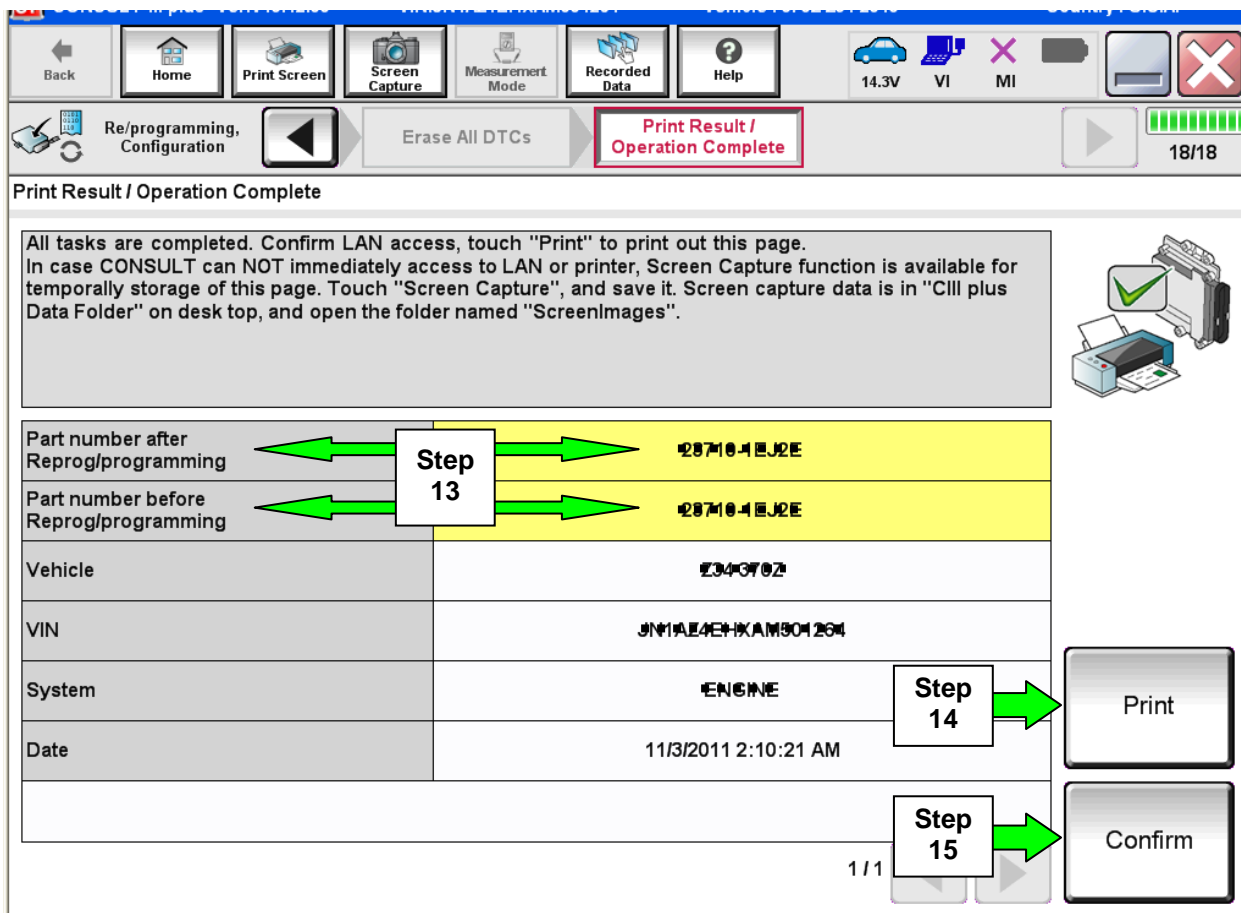 Back
Home
Print Screen
Screen
Capture
Measurement
Mode
Recorded
Data
Help
14.3V
VI
MI
Re/programming,
Configuration
Erase All DTCs
Print Result /
Operation Complete
18/18
Print Result / Operation Complete
All tasks are completed. Confirm LAN access, touch "Print" to print out this page.
In case CONSULT can NOT immediately access to LAN or printer, Screen Capture function is available for
temporally storage of this page. Touch "Screen Capture", and save it. Screen capture data is in "CIII plus
Data Folder" on desk top, and open the folder named "ScreenImages".
Part number after
Reprog/programming
Step
13
Part number before
Reprog/programming
Vehicle
VIN
System
ENGINE
Step
14
Print
Date
11/3/2011 2:10:21 AM
Step
15
Confirm
1/1